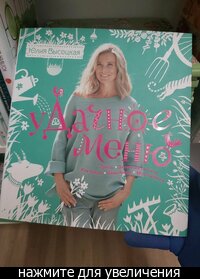 Юлия Высоцкая
уДачное
меню
нажмите для увеличения